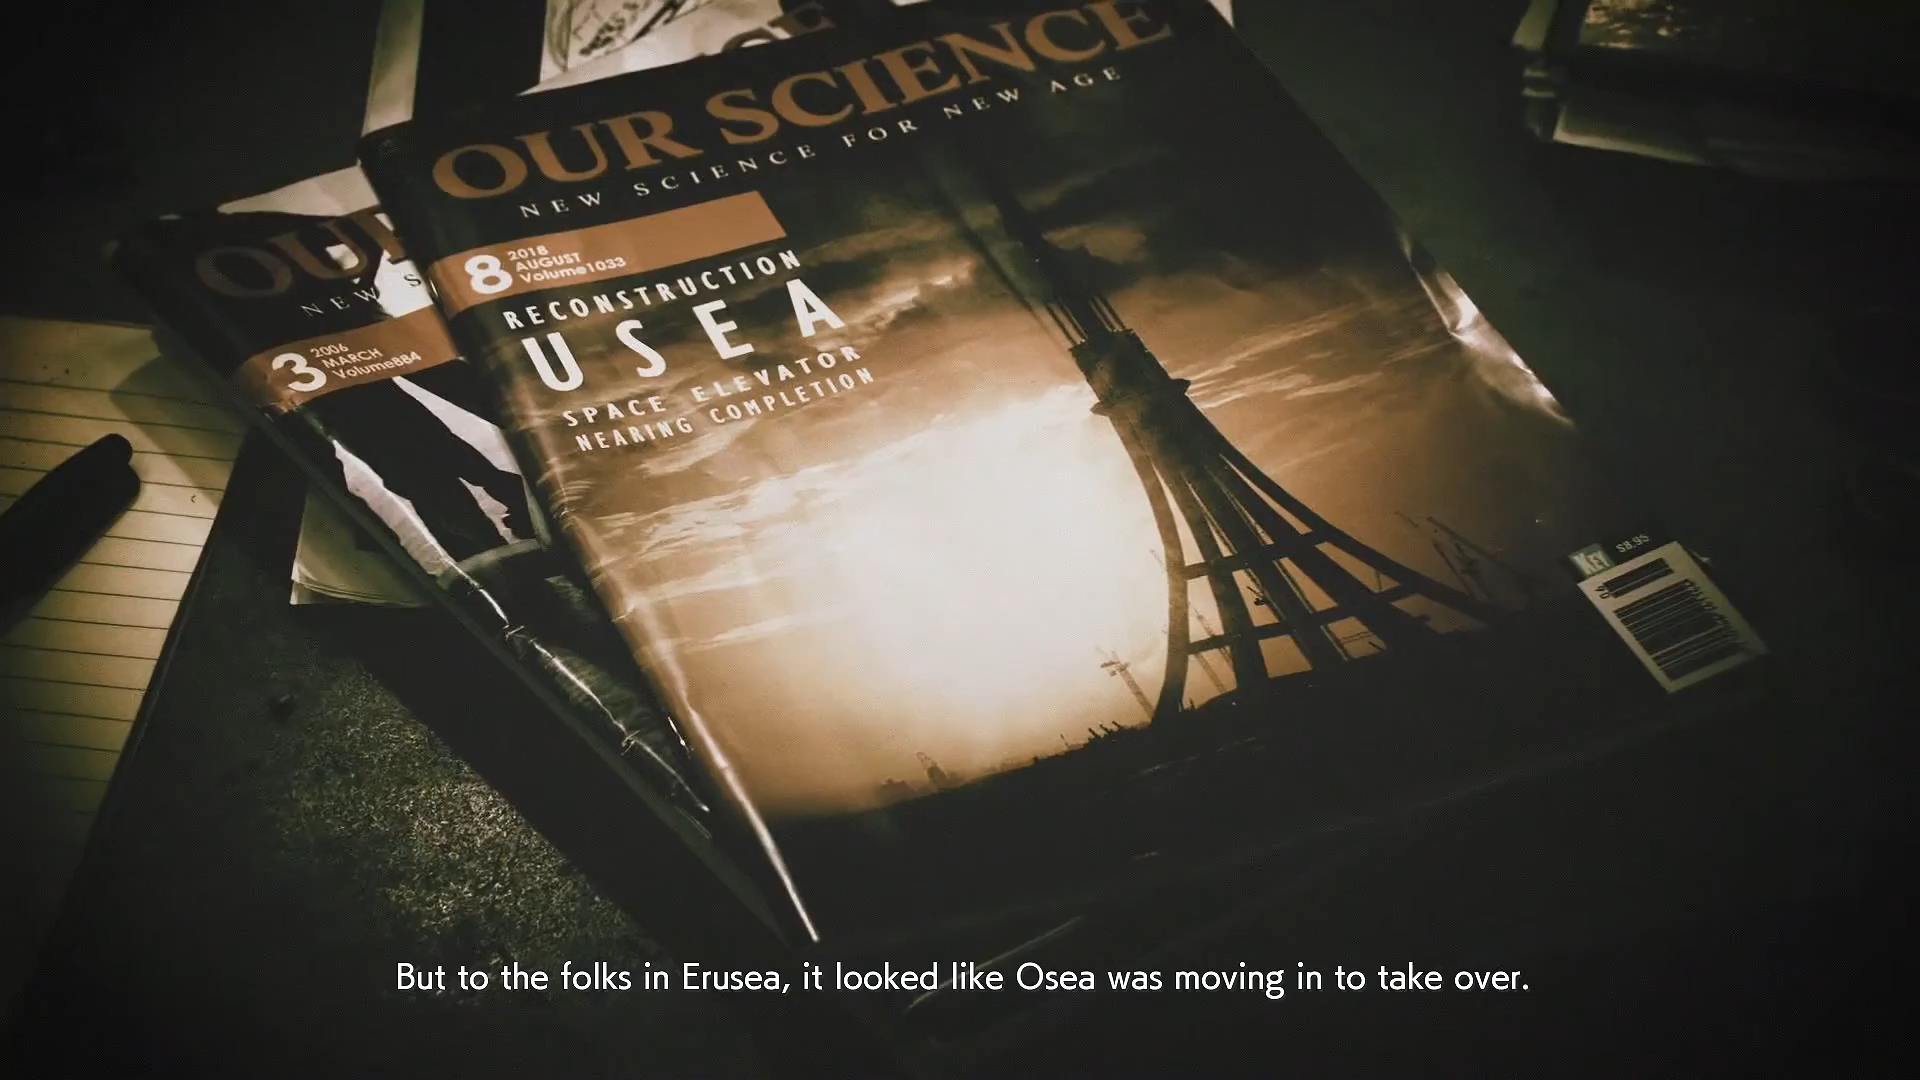 OUR SCIENCE
NEW SCIENCE FOR NEW AGE
8
2018
AUGUST
Volume1033
RECONSTRUCTION
USEA
SPACE ELEVATOR
NEARING COMPLETION
KEY
$8.95
OUR
NEW S
3
2006
MARCH
Volume884
But to the folks in Erusea, it looked like Osea was moving in to take over.